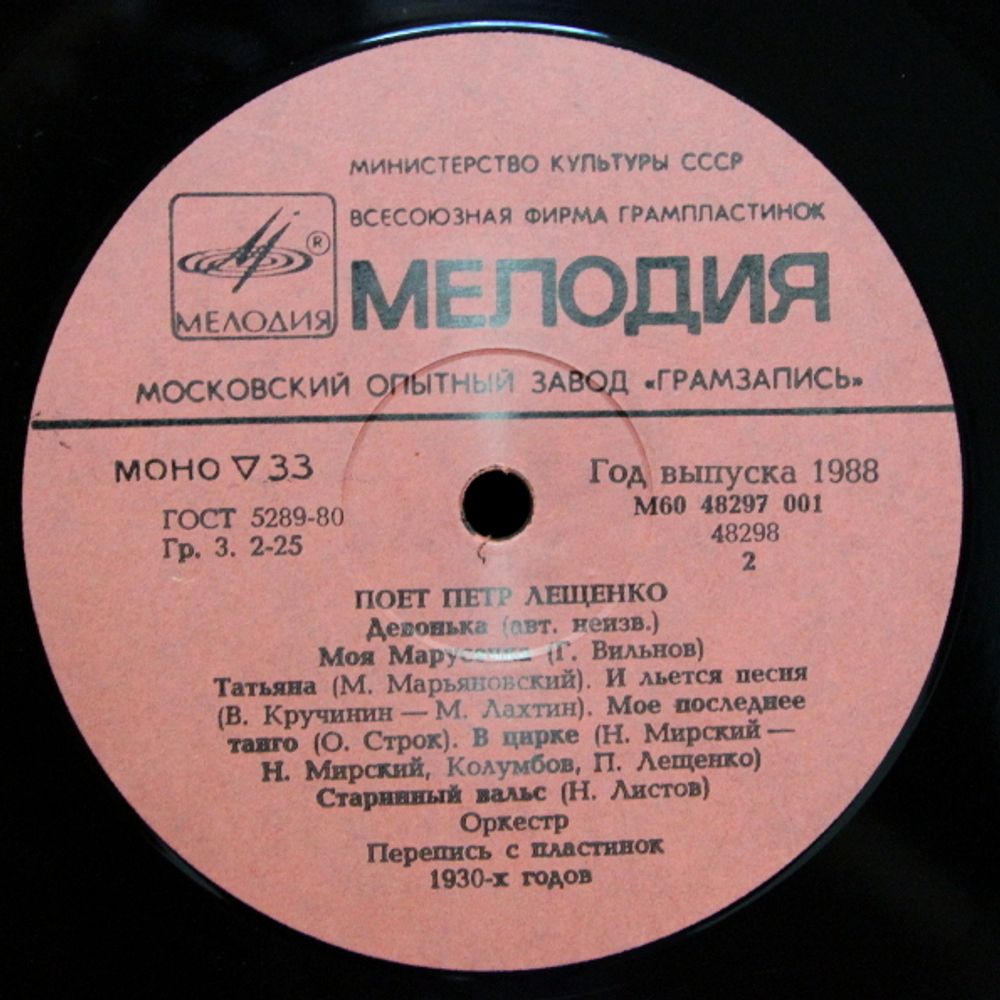 МИНИСТЕРСТВО КУЛЬТУРЫ СССР
ВСЕСОЮЗНАЯ ФИРМА ГРАМПЛАСТИНОК
®
МЕЛОДИЯ
МЕЛОДИЯ
МОСКОВСКИЙ ОПЫТНЫЙ ЗАВОД «ГРАМЗАПИСЬ»
МОНО ▽ 33
Год выпуска 1988
ГОСТ 5289-80
М60 48297 001
Гр. 3. 2-25
48298
2
ПОЕТ ПЕТР ЛЕЩЕНКО
Девонька (авт. неизв.)
Моя Марусечка (Г. Вильнов)
Татьяна (М. Марьяновский). И льется песня
(В. Кручинин — М. Лахтин). Мое последнее
танго (О. Строк). В цирке (Н. Мирский —
Н. Мирский, Колумбов, П. Лещенко)
Старинный вальс (Н. Листов)
Оркестр
Перепись с пластинок
1930-х годов